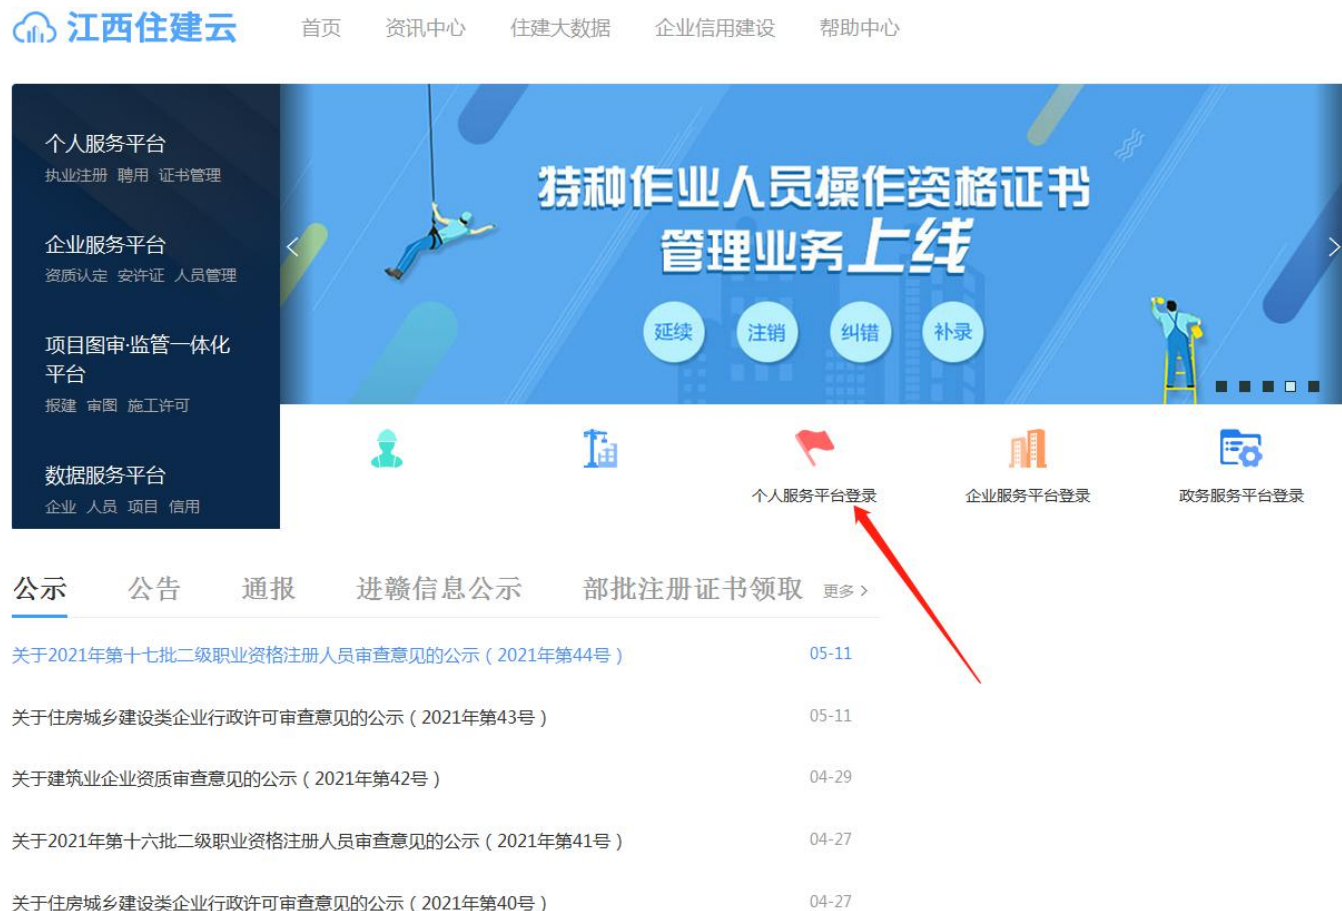 江西住建云
首页 资讯中心 住建大数据 企业信用建设 帮助中心
个人服务平台
执业注册 聘用 证书管理
企业服务平台
资质认定 安许证 人员管理
项目图审·监管一体化
平台
报建 审图 施工许可
数据服务平台
企业 人员 项目 信用
特种作业人员操作资格证书
管理业务上线
延续 注销 纠错 补录
个人服务平台登录 企业服务平台登录 政务服务平台登录
公示 公告 通报 进赣信息公示 部批注册证书领取 更多 >
关于2021年第十七批二级职业资格注册人员审查意见的公示（2021年第44号） 05-11
关于住房城乡建设类企业行政许可审查意见的公示（2021年第43号） 05-11
关于建筑业企业资质审查意见的公示（2021年第42号） 04-29
关于2021年第十六批二级职业资格注册人员审查意见的公示（2021年第41号） 04-27
关于住房城乡建设类企业行政许可审查意见的公示（2021年第40号） 04-27